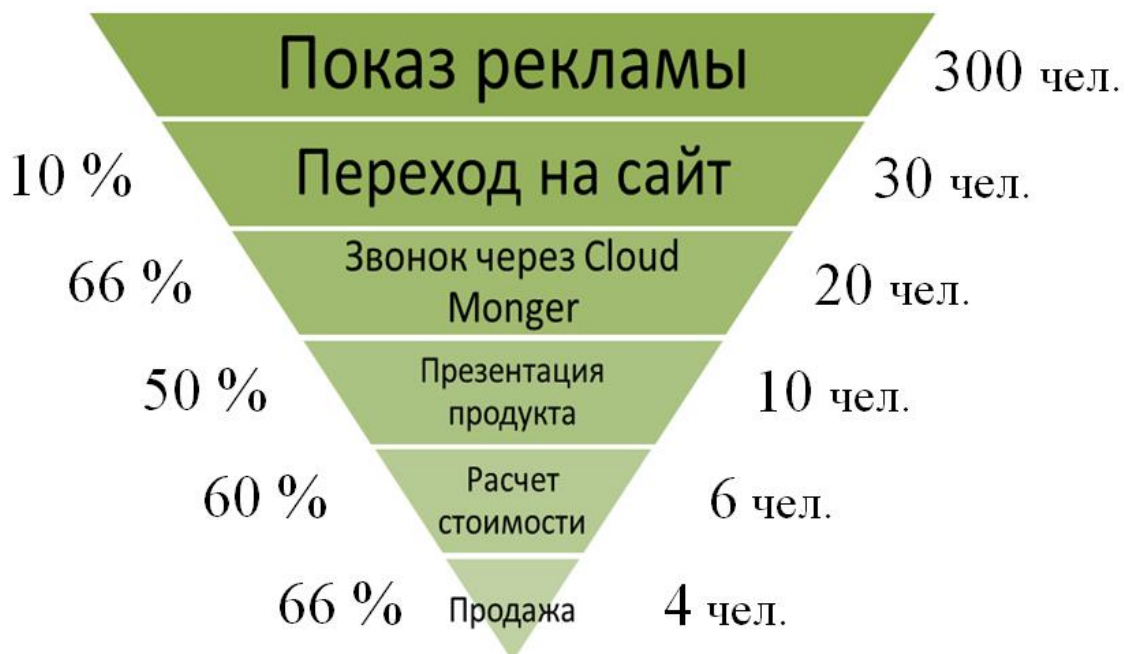 Показ рекламы
300 чел.
10 %
Переход на сайт
30 чел.
66 %
Звонок через Cloud
Monger
20 чел.
50 %
Презентация
продукта
10 чел.
60 %
Расчет
стоимости
6 чел.
66 %
Продажа
4 чел.